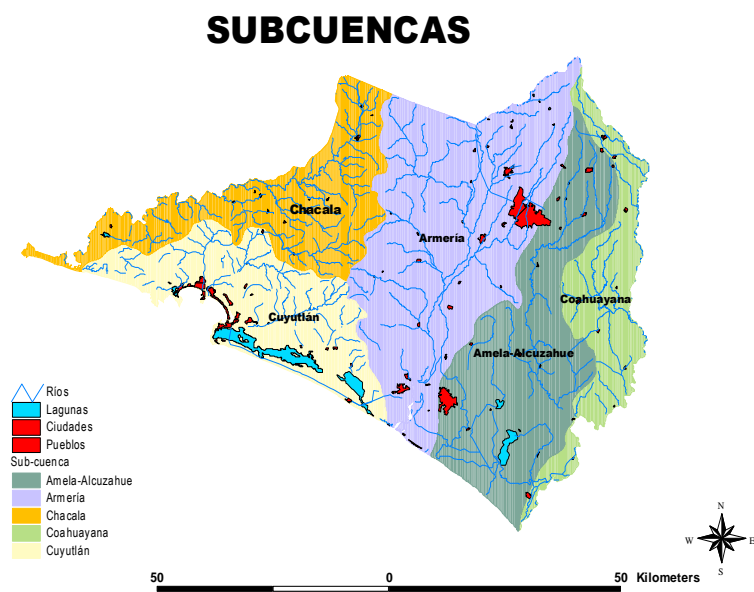 SUBCUENCAS
Chacala
Armería
Coahuayana
Cuyutlán
Amela-Alcuzahue
Ríos
Lagunas
Ciudades
Pueblos
Sub-cuenca
Amela-Alcuzahue
Armería
Chacala
Coahuayana
Cuyutlán
N
W E
S
50 0 50 Kilometers